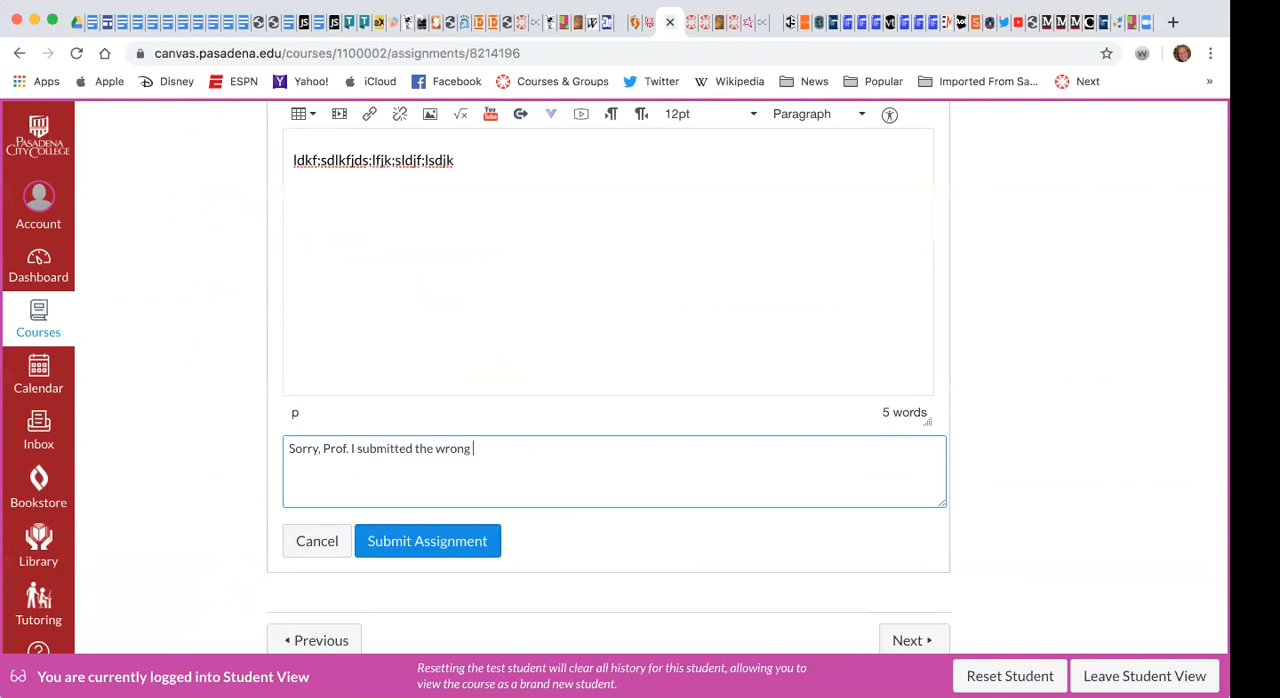 canvas.pasadena.edu/courses/1100002/assignments/8214196
Apps Apple Disney ESPN Yahoo! iCloud Facebook Courses & Groups Twitter Wikipedia News Popular Imported From Sa... Next »
PASADENA
CITY COLLEGE
Account
Dashboard
Courses
Calendar
Inbox
Bookstore
Library
Tutoring
12pt Paragraph
ldkf;sdlkfjds;lfjk;sldjf;lsdjk
p 5 words
Sorry, Prof. I submitted the wrong
Cancel Submit Assignment
Previous Next
You are currently logged into Student View
Resetting the test student will clear all history for this student, allowing you to
view the course as a brand new student.
Reset Student Leave Student View